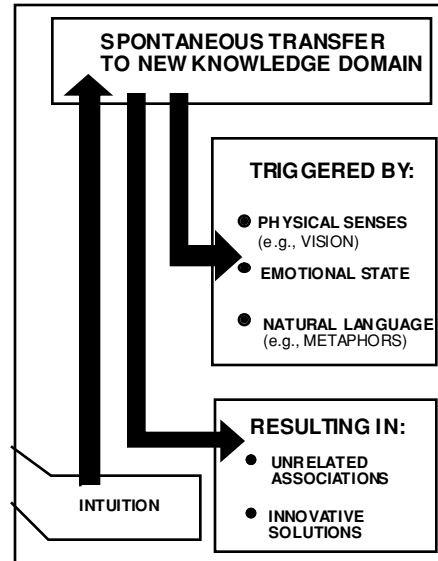 SPONTANEOUS TRANSFER
TO NEW KNOWLEDGE DOMAIN
TRIGGERED BY:
PHYSICAL SENSES
(e.g., VISION)
EMOTIONAL STATE
NATURAL LANGUAGE
(e.g., METAPHORS)
RESULTING IN:
UNRELATED
ASSOCIATIONS
INNOVATIVE
SOLUTIONS
INTUITION